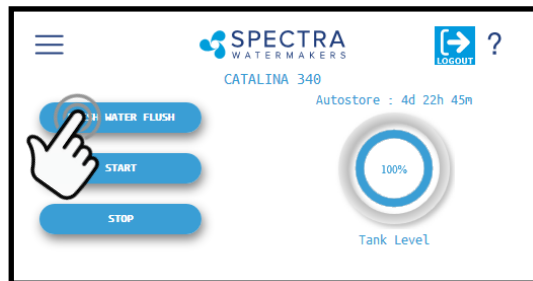 SPECTRA
WATERMAKERS
LOGOUT
?
CATALINA 340
Autostore : 4d 22h 45m
H WATER FLUSH
START
100%
STOP
Tank Level